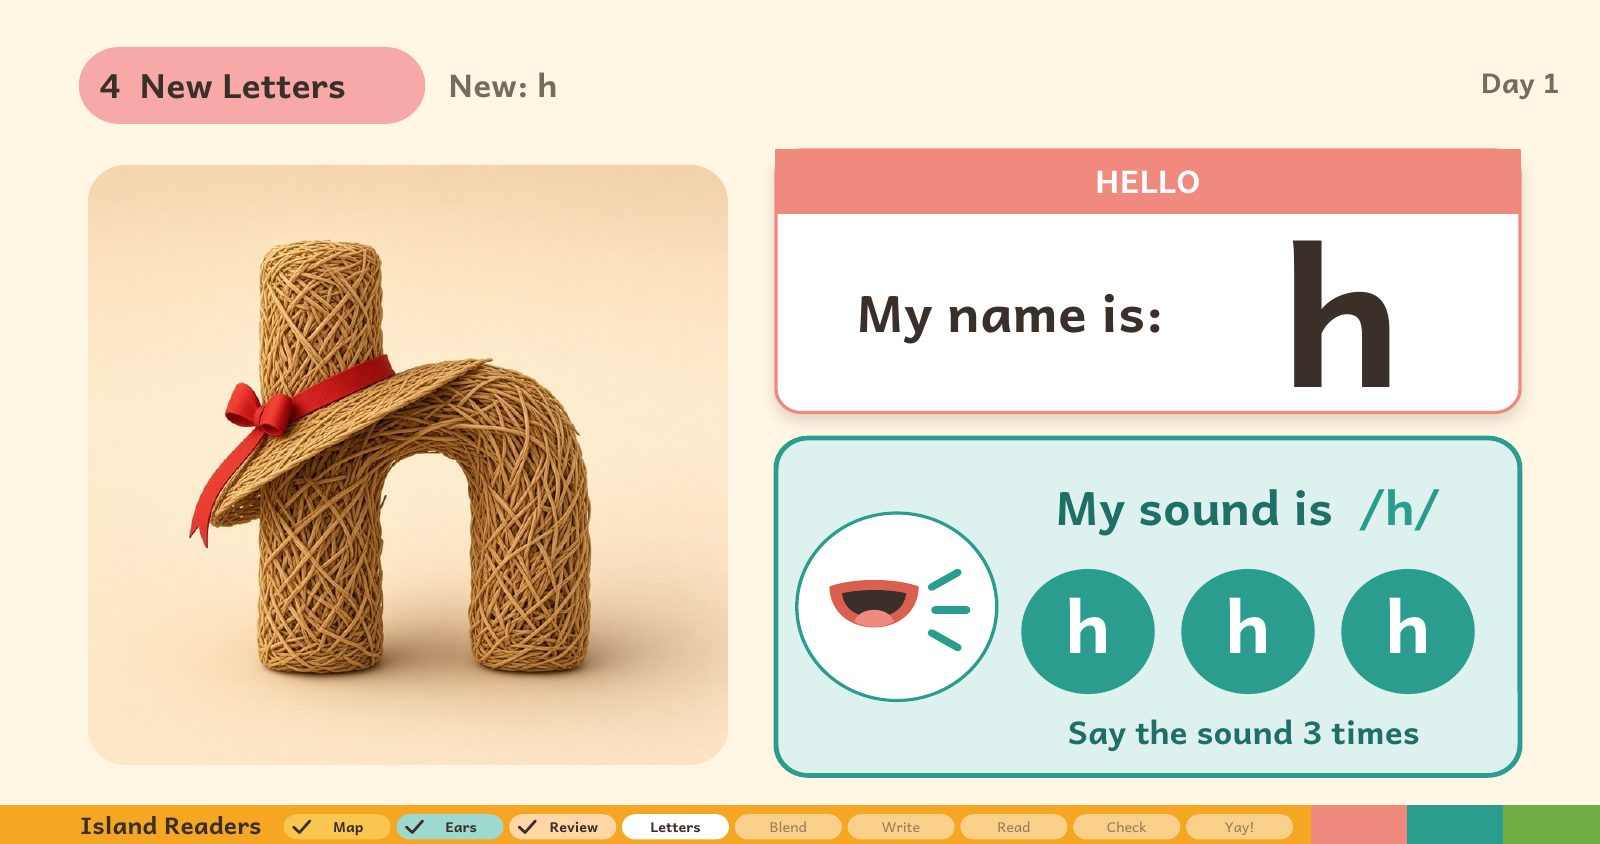 4 New Letters
New: h
Day 1
HELLO
My name is: h
My sound is /h/
h h h
Say the sound 3 times
Island Readers
Map
Ears
Review
Letters
Blend
Write
Read
Check
Yay!